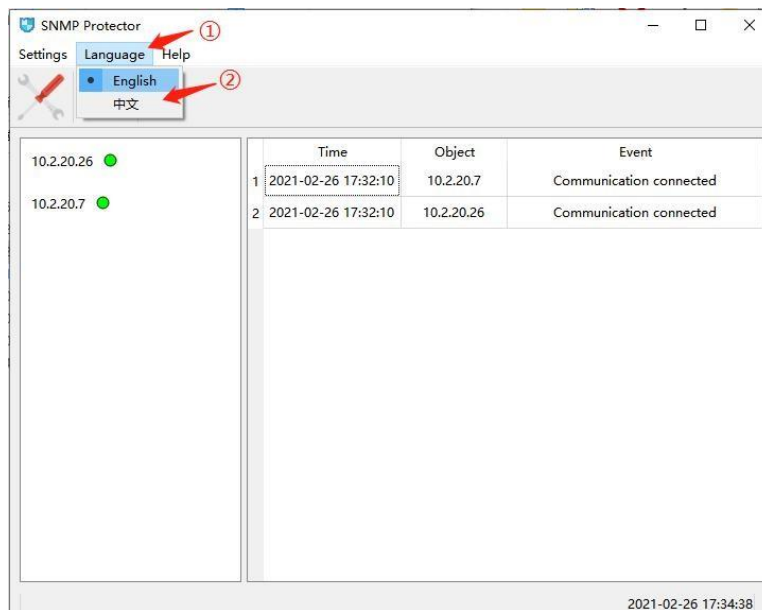 SNMP Protector
①
Settings Language Help
English ②
中文
10.2.20.26
10.2.20.7
Time Object Event
1 2021-02-26 17:32:10 10.2.20.7 Communication connected
2 2021-02-26 17:32:10 10.2.20.26 Communication connected
2021-02-26 17:34:38